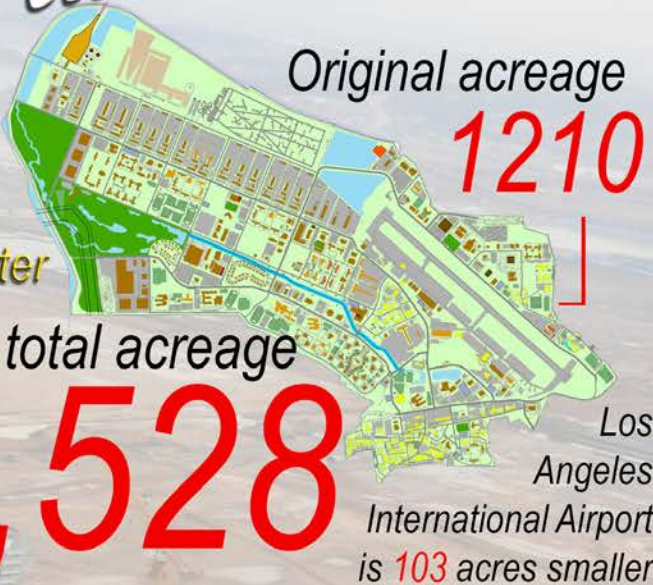 Original acreage
1210
total acreage
,528
Los
Angeles
International Airport
is 103 acres smaller